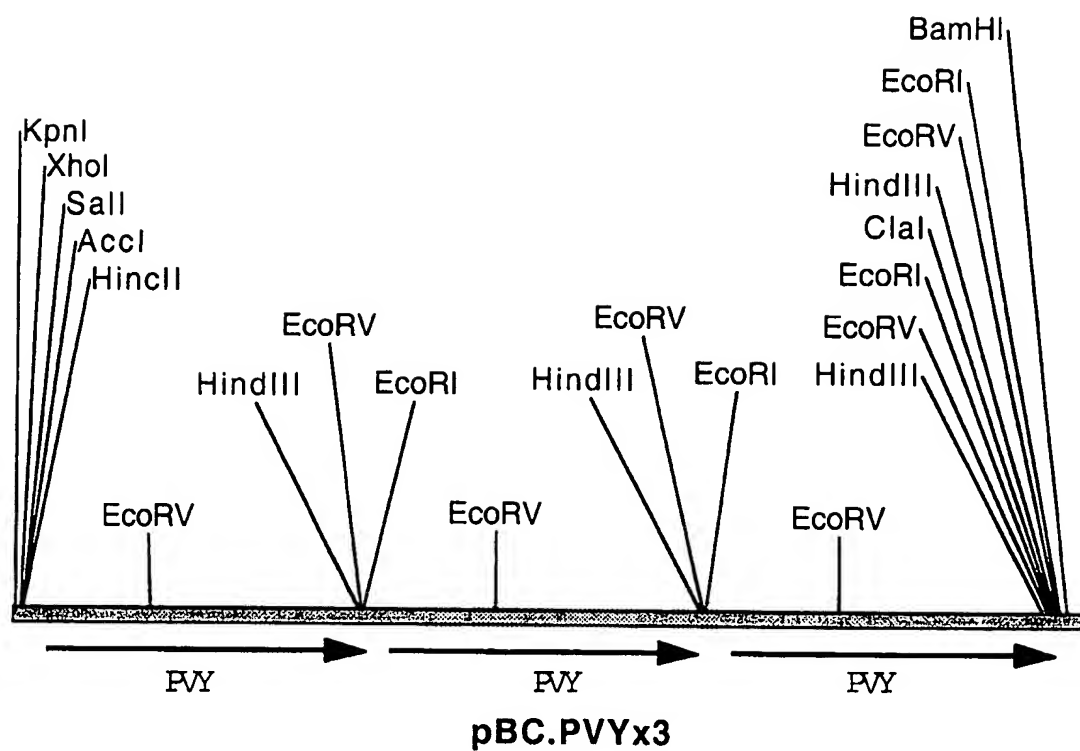 BamHI
EcoRI
KpnI
EcoRV
XhoI
HindIII
SalI
ClaI
AccI
HincII
EcoRI
EcoRV
EcoRV
EcoRV
HindIII
EcoRI
HindIII
EcoRI
HindIII
EcoRV
EcoRV
EcoRV
PVY
PVY
PVY
pBC.PVYx3